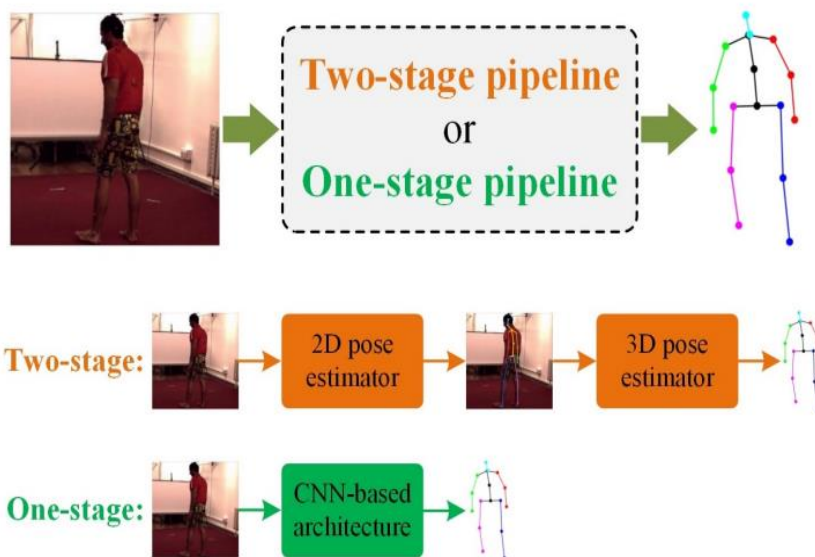 Two-stage pipeline
or
One-stage pipeline
Two-stage:
2D pose
estimator
3D pose
estimator
One-stage:
CNN-based
architecture